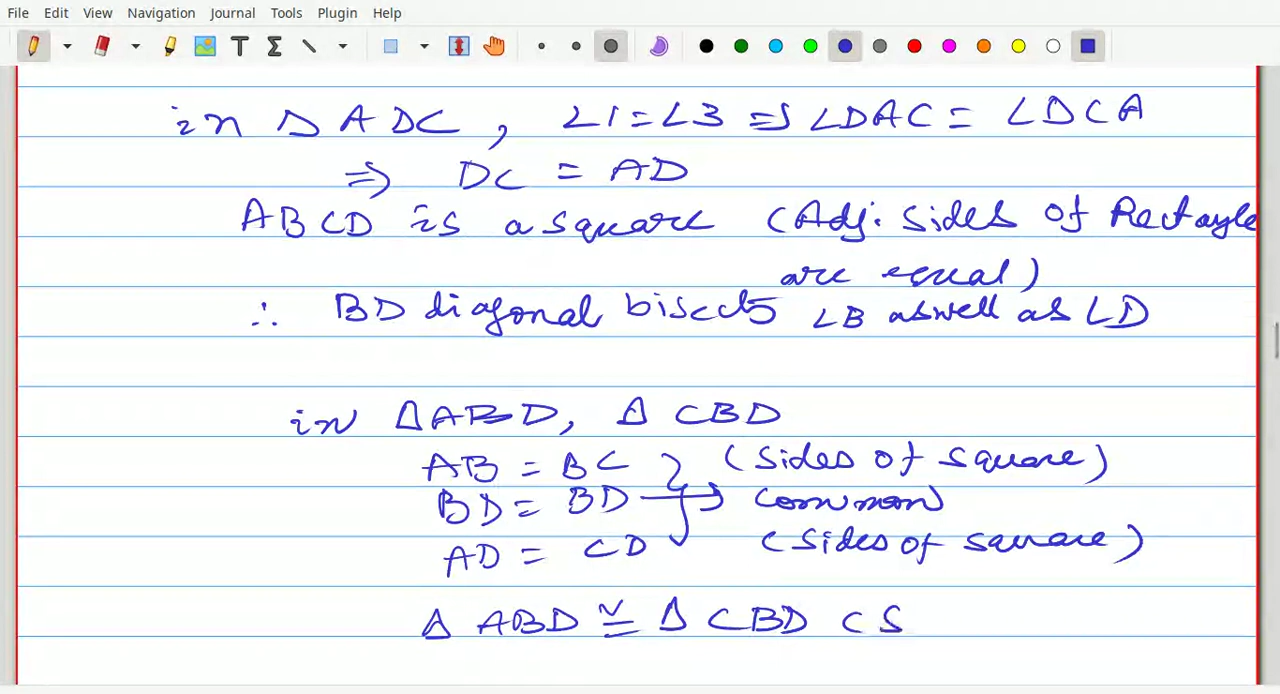 File Edit View Navigation Journal Tools Plugin Help
in △ ADC, ∠1=∠3 ⇒ ∠DAC = ∠DCA
⇒ DC = AD
ABCD is a square (Adj. sides of Rectangle
are equal)
∴ BD diagonal bisects ∠B aswell as ∠D
in △ABD, △ CBD
AB = BC } (sides of square)
BD = BD → common
AD = CD (sides of square)
△ ABD ≅ △ CBD (S